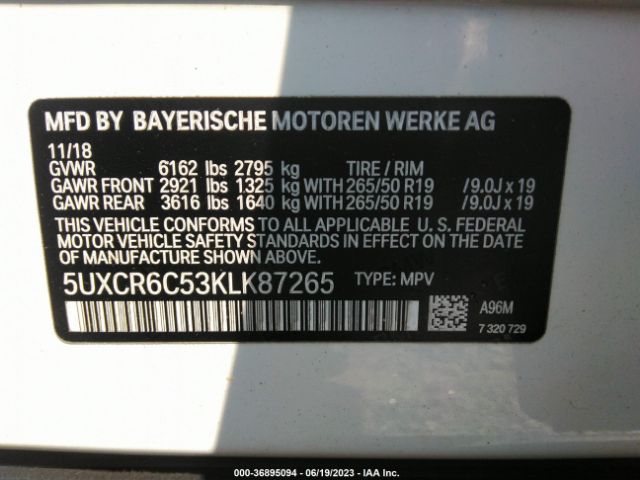 MFD BY BAYERISCHE MOTOREN WERKE AG
11/18
GVWR 6162 lbs 2795 kg TIRE / RIM
GAWR FRONT 2921 lbs 1325 kg WITH 265/50 R19 /9.0J x 19
GAWR REAR 3616 lbs 1640 kg WITH 265/50 R19 /9.0J x 19
THIS VEHICLE CONFORMS TO ALL APPLICABLE U. S. FEDERAL
MOTOR VEHICLE SAFETY STANDARDS IN EFFECT ON THE DATE
OF MANUFACTURE SHOWN ABOVE.
5UXCR6C53KLK87265 TYPE: MPV
A96M
7 320 729
000-36895094 - 06/19/2023 - IAAI.COM